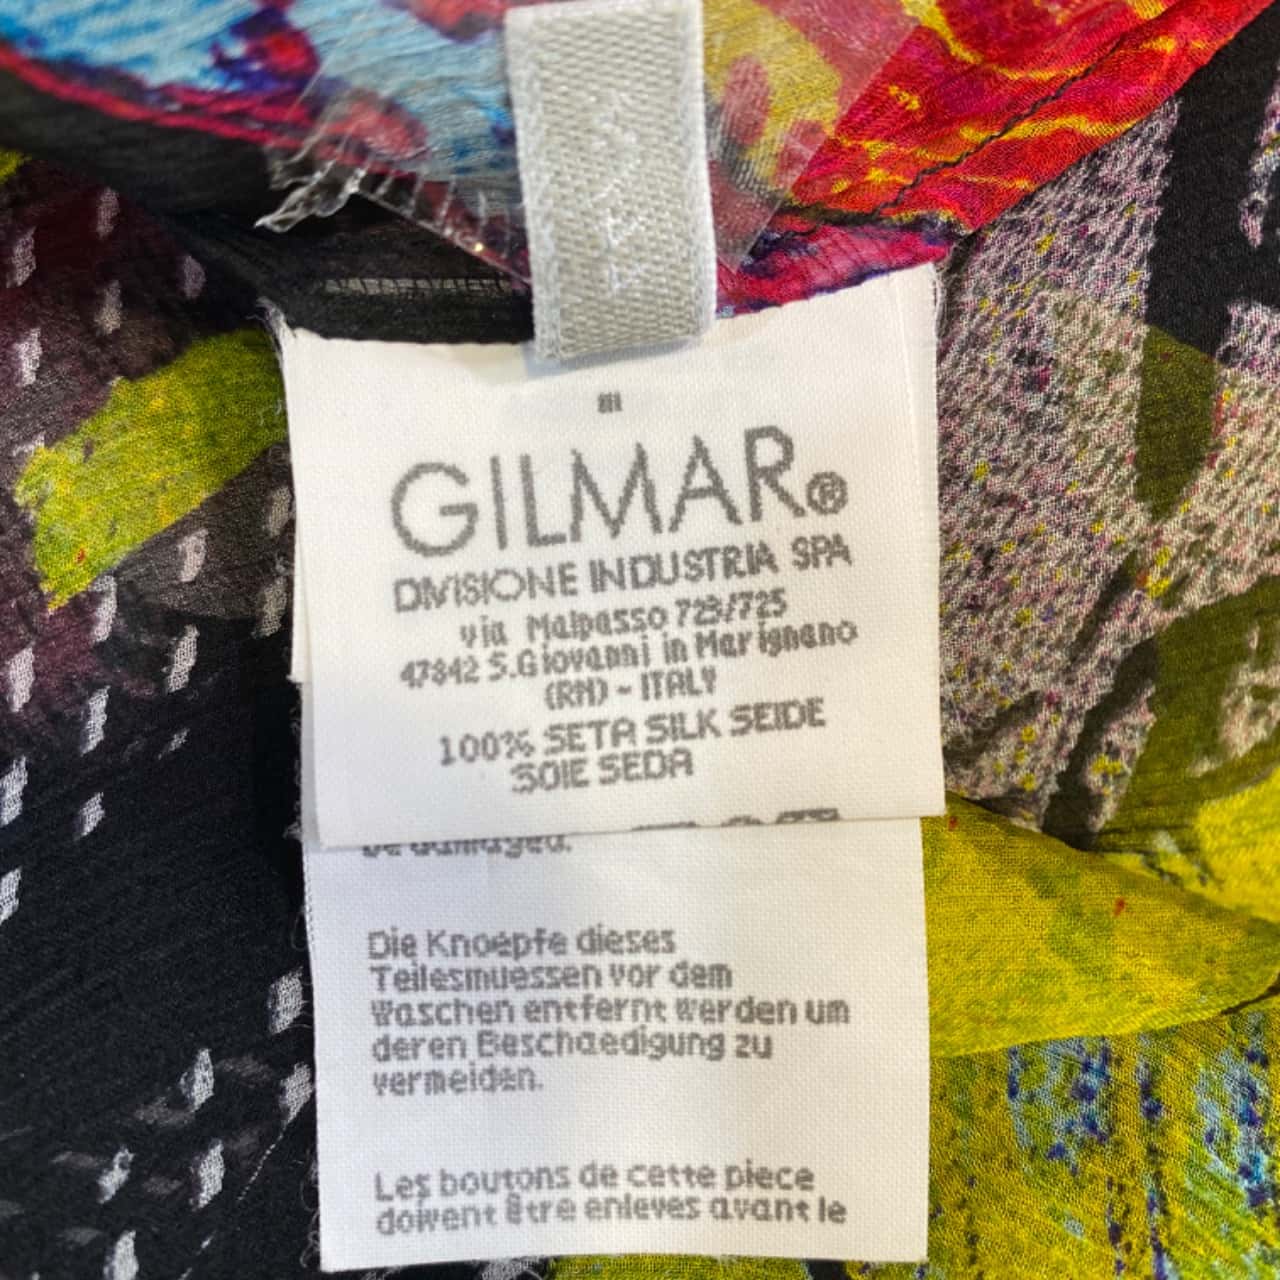 GILMAR®
DIVISIONE INDUSTRIA SPA
via Malpasso 723/725
47842 S.Giovanni in Marignano
(RN) - ITALY
100% SETA SILK SEIDE
SOIE SEDA
be damaged.
Die Knoepfe dieses
Teilesmuessen vor dem
Waschen entfernt werden um
deren Beschaedigung zu
vermeiden.
Les boutons de cette piece
doivent être enleves avant le